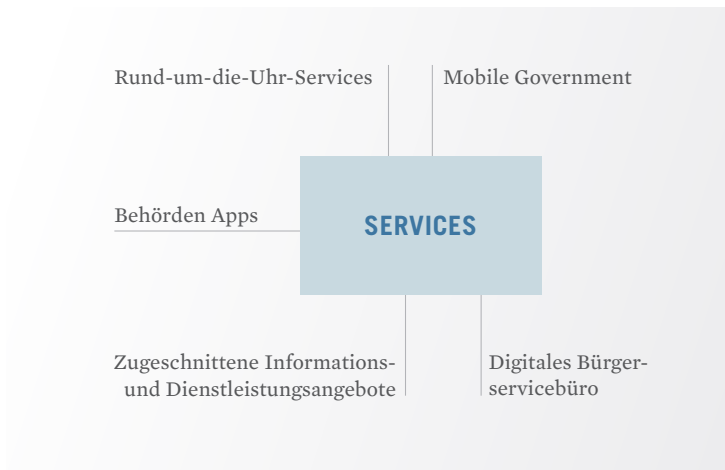 Rund-um-die-Uhr-Services
Mobile Government
Behörden Apps
SERVICES
Zugeschnittene Informations-
und Dienstleistungsangebote
Digitales Bürger-
servicebüro